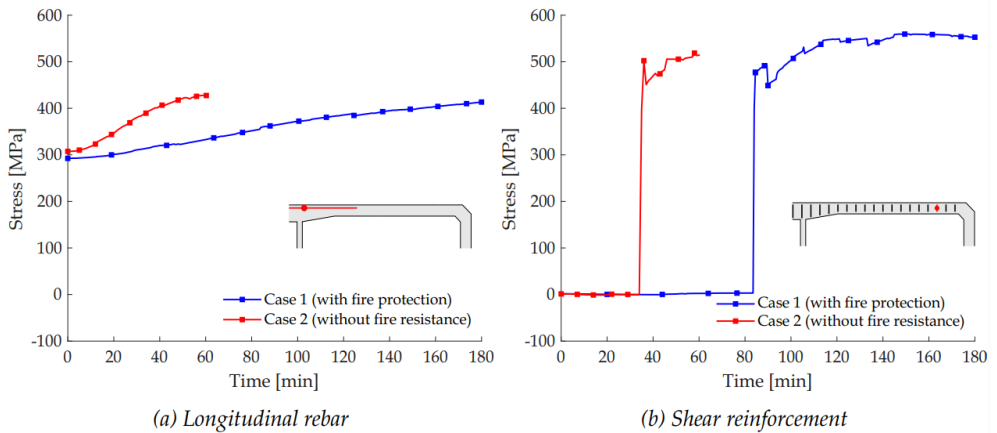 600
500
400
300
200
100
0
-100
Stress [MPa]
Case 1 (with fire protection)
Case 2 (without fire resistance)
0 20 40 60 80 100 120 140 160 180
Time [min]
(a) Longitudinal rebar
600
500
400
300
200
100
0
-100
Stress [MPa]
Case 1 (with fire protection)
Case 2 (without fire resistance)
0 20 40 60 80 100 120 140 160 180
Time [min]
(b) Shear reinforcement